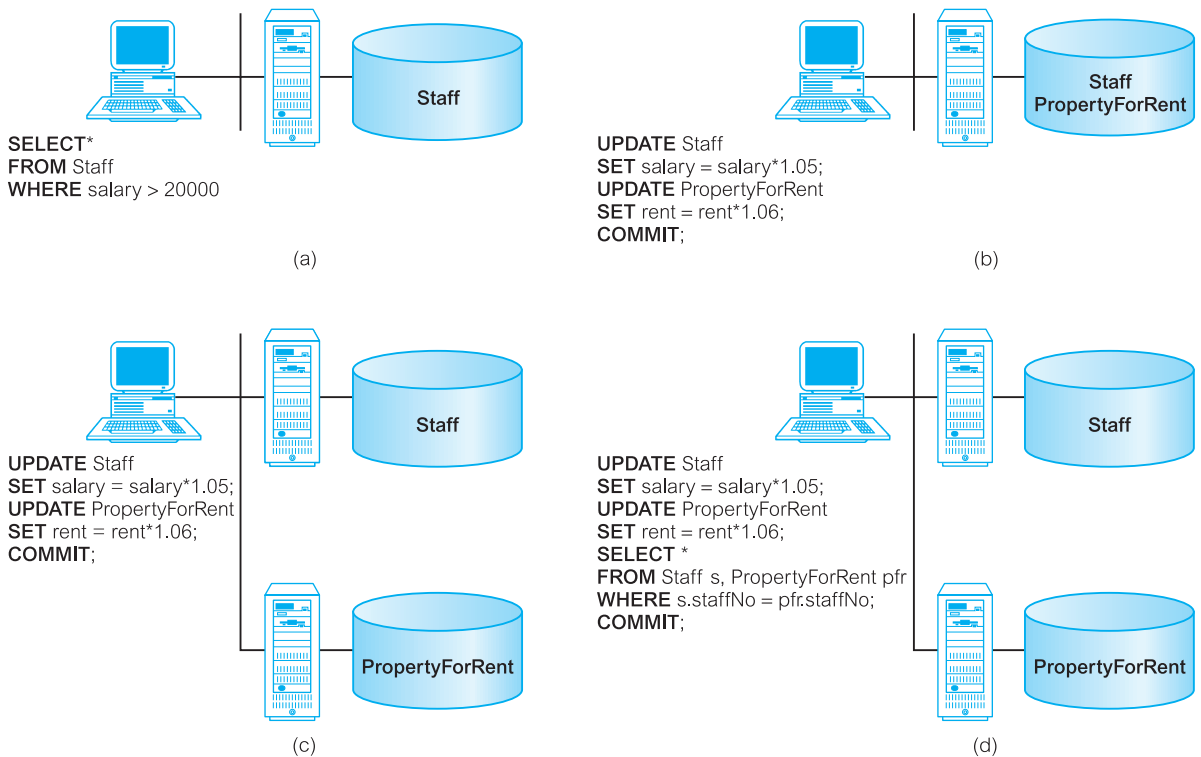 Staff
SELECT*
FROM Staff
WHERE salary > 20000
(a)
Staff
PropertyForRent
UPDATE Staff
SET salary = salary*1.05;
UPDATE PropertyForRent
SET rent = rent*1.06;
COMMIT;
(b)
Staff
UPDATE Staff
SET salary = salary*1.05;
UPDATE PropertyForRent
SET rent = rent*1.06;
COMMIT;
PropertyForRent
(c)
Staff
UPDATE Staff
SET salary = salary*1.05;
UPDATE PropertyForRent
SET rent = rent*1.06;
SELECT *
FROM Staff s, PropertyForRent pfr
WHERE s.staffNo = pfr.staffNo;
COMMIT;
PropertyForRent
(d)